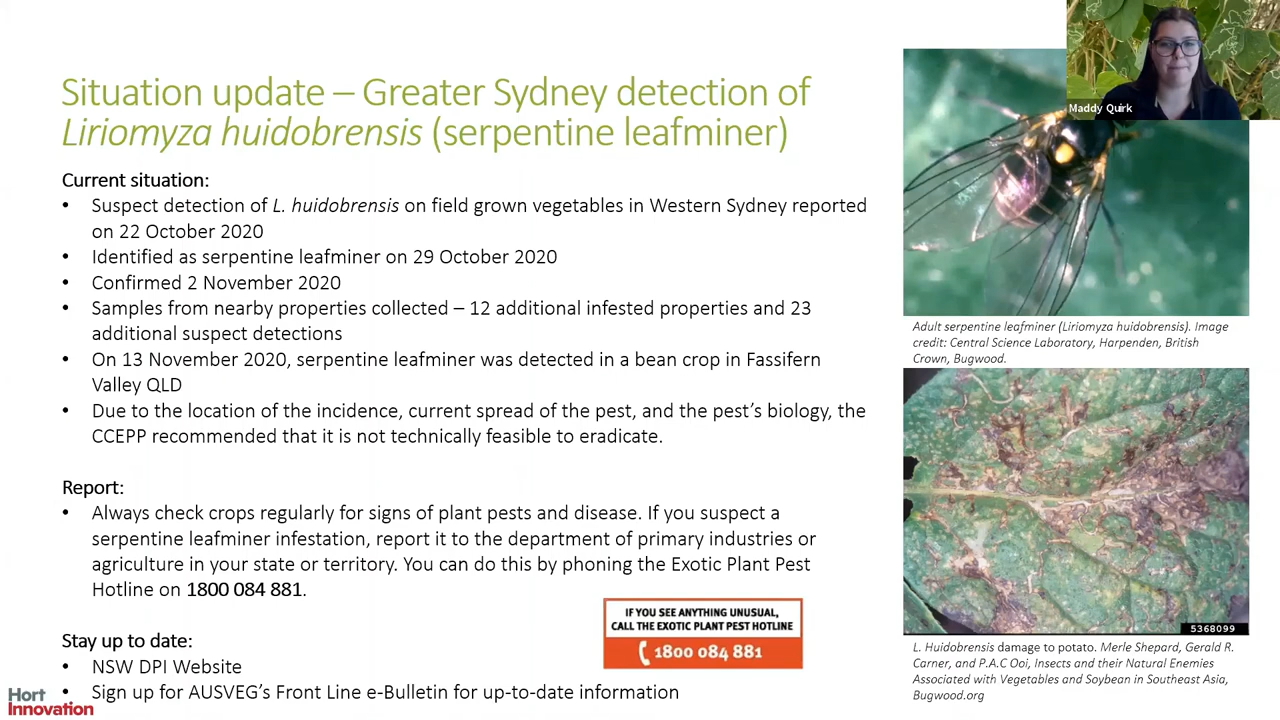 Situation update – Greater Sydney detection of
Liriomyza huidobrensis (serpentine leafminer)
Current situation:
• Suspect detection of L. huidobrensis on field grown vegetables in Western Sydney reported
on 22 October 2020
• Identified as serpentine leafminer on 29 October 2020
• Confirmed 2 November 2020
• Samples from nearby properties collected – 12 additional infested properties and 23
additional suspect detections
• On 13 November 2020, serpentine leafminer was detected in a bean crop in Fassifern
Valley QLD
• Due to the location of the incidence, current spread of the pest, and the pest's biology, the
CCEPP recommended that it is not technically feasible to eradicate.
Report:
• Always check crops regularly for signs of plant pests and disease. If you suspect a
serpentine leafminer infestation, report it to the department of primary industries or
agriculture in your state or territory. You can do this by phoning the Exotic Plant Pest
Hotline on 1800 084 881.
IF YOU SEE ANYTHING UNUSUAL,
CALL THE EXOTIC PLANT PEST HOTLINE
1800 084 881
Stay up to date:
• NSW DPI Website
• Sign up for AUSVEG's Front Line e-Bulletin for up-to-date information
Hort
Innovation
Maddy Quirk
Adult serpentine leafminer (Liriomyza huidobrensis). Image
credit: Central Science Laboratory, Harpenden, British
Crown, Bugwood.
5368099
L. Huidobrensis damage to potato. Merle Shepard, Gerald R.
Carner, and P.A.C Ooi, Insects and their Natural Enemies
Associated with Vegetables and Soybean in Southeast Asia,
Bugwood.org